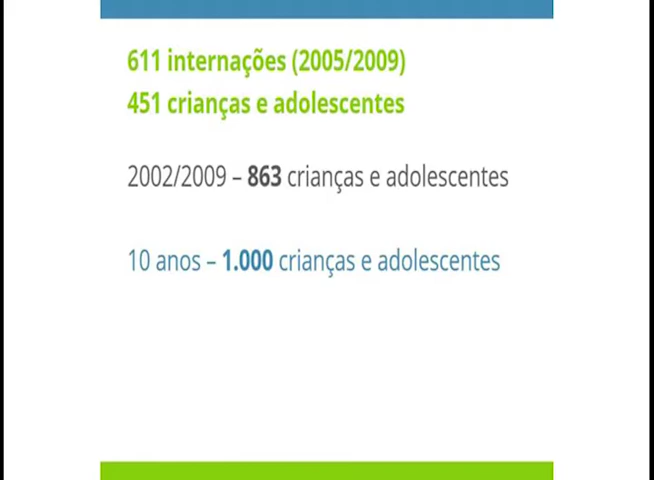 611 internações (2005/2009)
451 crianças e adolescentes
2002/2009 – 863 crianças e adolescentes
10 anos – 1.000 crianças e adolescentes